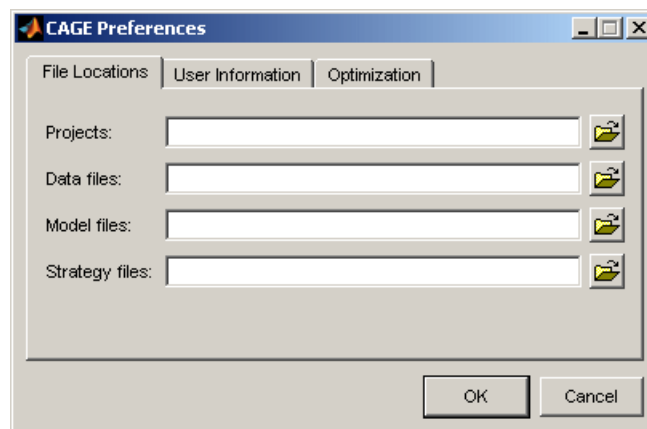 CAGE Preferences
File Locations User Information Optimization
Projects:
Data files:
Model files:
Strategy files:
OK Cancel